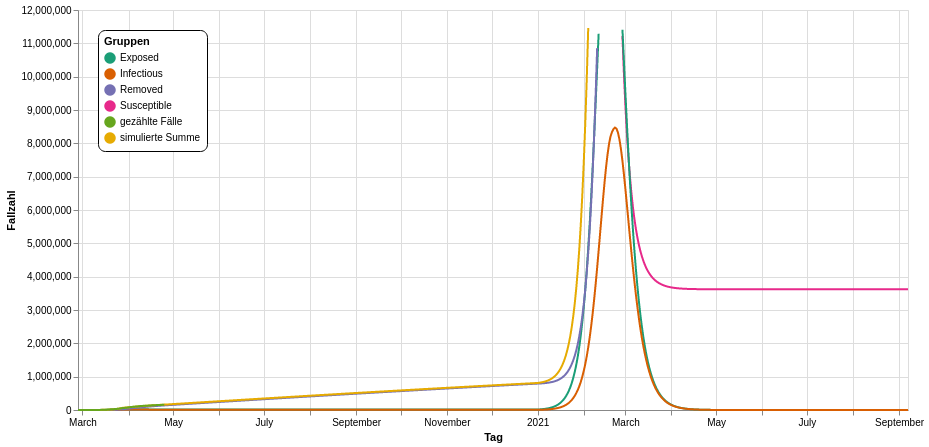 12,000,000
11,000,000
10,000,000
9,000,000
8,000,000
7,000,000
6,000,000
5,000,000
4,000,000
3,000,000
2,000,000
1,000,000
0
Fallzahl
Gruppen
Exposed
Infectious
Removed
Susceptible
gezählte Fälle
simulierte Summe
March May July September November 2021 March May July September
Tag